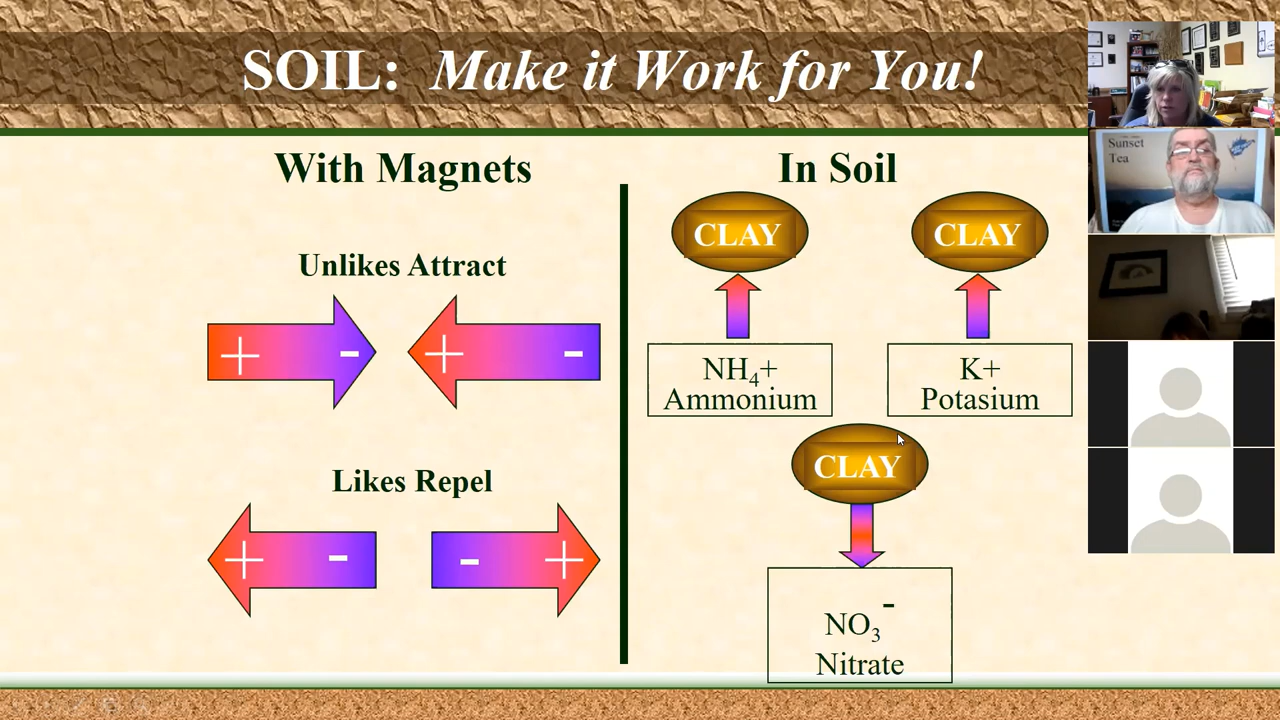 SOIL: Make it Work for You!
With Magnets
Unlikes Attract
+ -
+ -
Likes Repel
+ -
- +
In Soil
CLAY
CLAY
NH₄+
Ammonium
K+
Potasium
CLAY
NO₃⁻
Nitrate
Sunset
Tea